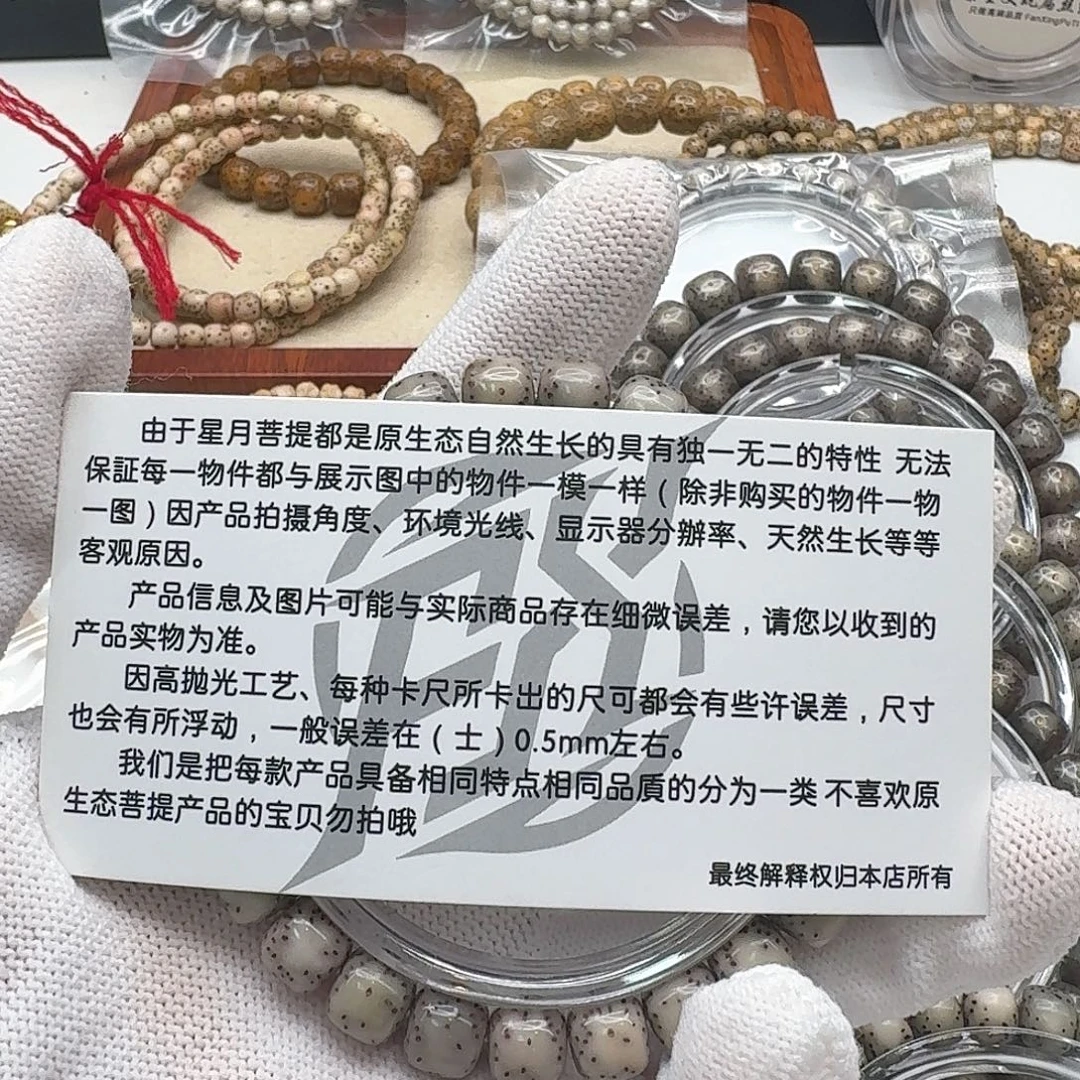 只做高端品质 FanXingPuTi
由于星月菩提都是原生态自然生长的具有独一无二的特性 无法
保証每一物件都与展示图中的物件一模一样（除非购买的物件一物
一图）因产品拍摄角度、环境光线、显示器分辦率、天然生长等等
客观原因。
产品信息及图片可能与实际商品存在细微误差，请您以收到的
产品实物为准。
因高抛光工艺、每种卡尺所卡出的尺可都会有些许误差，尺寸
也会有所浮动，一般误差在（士）0.5mm左右。
我们是把每款产品具备相同特点相同品質的分为一类 不喜欢原
生态菩提产品的宝贝勿拍哦
最终解释权归本店所有